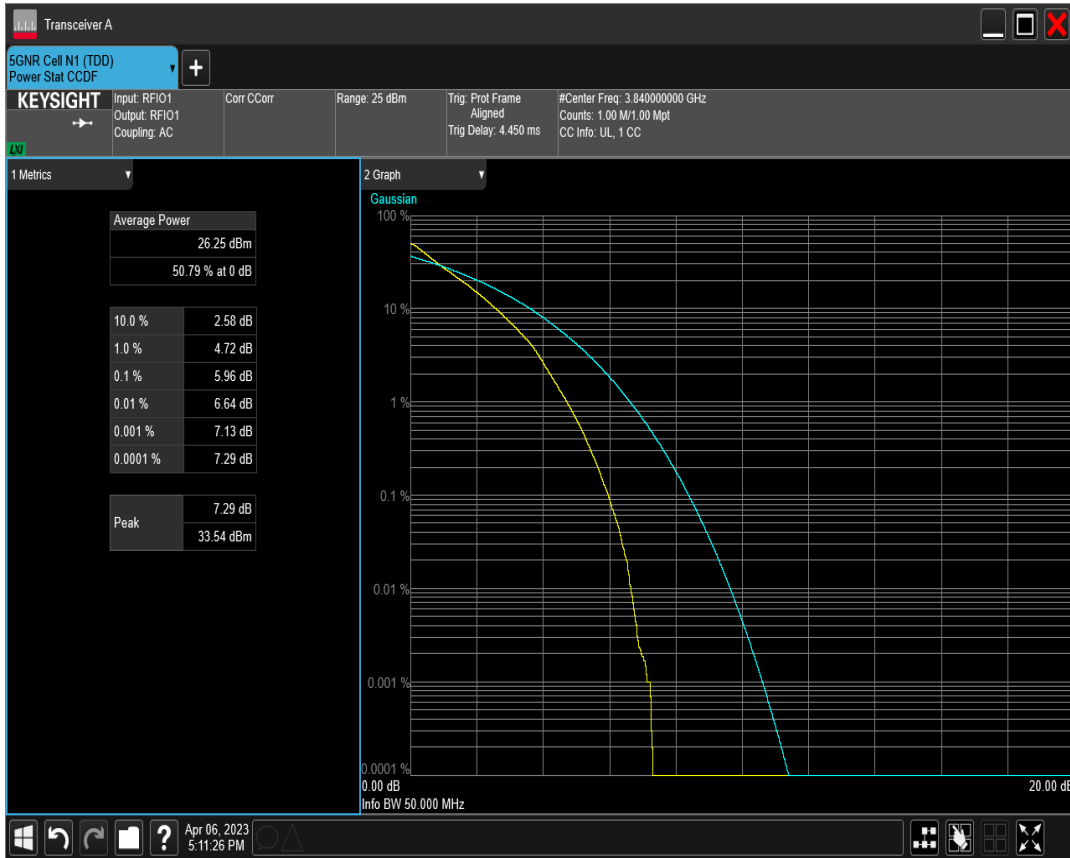 Transceiver A
5GNR Cell N1 (TDD)
Power Stat CCDF
KEYSIGHT
LXI
Input: RFIO1
Output: RFIO1
Coupling: AC
Corr CCorr
Range: 25 dBm
Trig: Prot Frame
Aligned
Trig Delay: 4.450 ms
#Center Freq: 3.840000000 GHz
Counts: 1.00 M/1.00 Mpt
CC Info: UL, 1 CC
1 Metrics
Average Power
26.25 dBm
50.79 % at 0 dB
10.0 % 2.58 dB
1.0 % 4.72 dB
0.1 % 5.96 dB
0.01 % 6.64 dB
0.001 % 7.13 dB
0.0001 % 7.29 dB
Peak 7.29 dB
33.54 dBm
2 Graph
Gaussian
100 %
10 %
1 %
0.1 %
0.01 %
0.001 %
0.0001 %
0.00 dB 20.00 dB
Info BW 50.000 MHz
Apr 06, 2023
5:11:26 PM